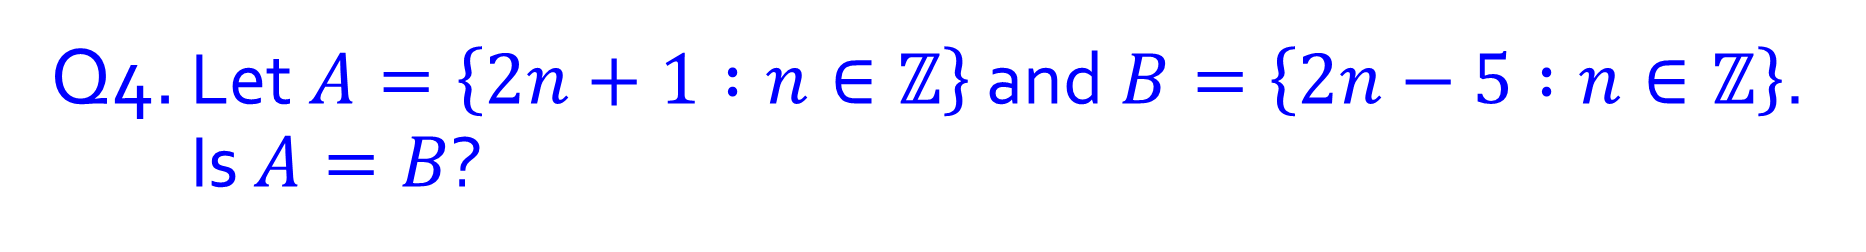 Q4. Let A = {2n + 1 : n ∈ ℤ} and B = {2n − 5 : n ∈ ℤ}.
Is A = B?